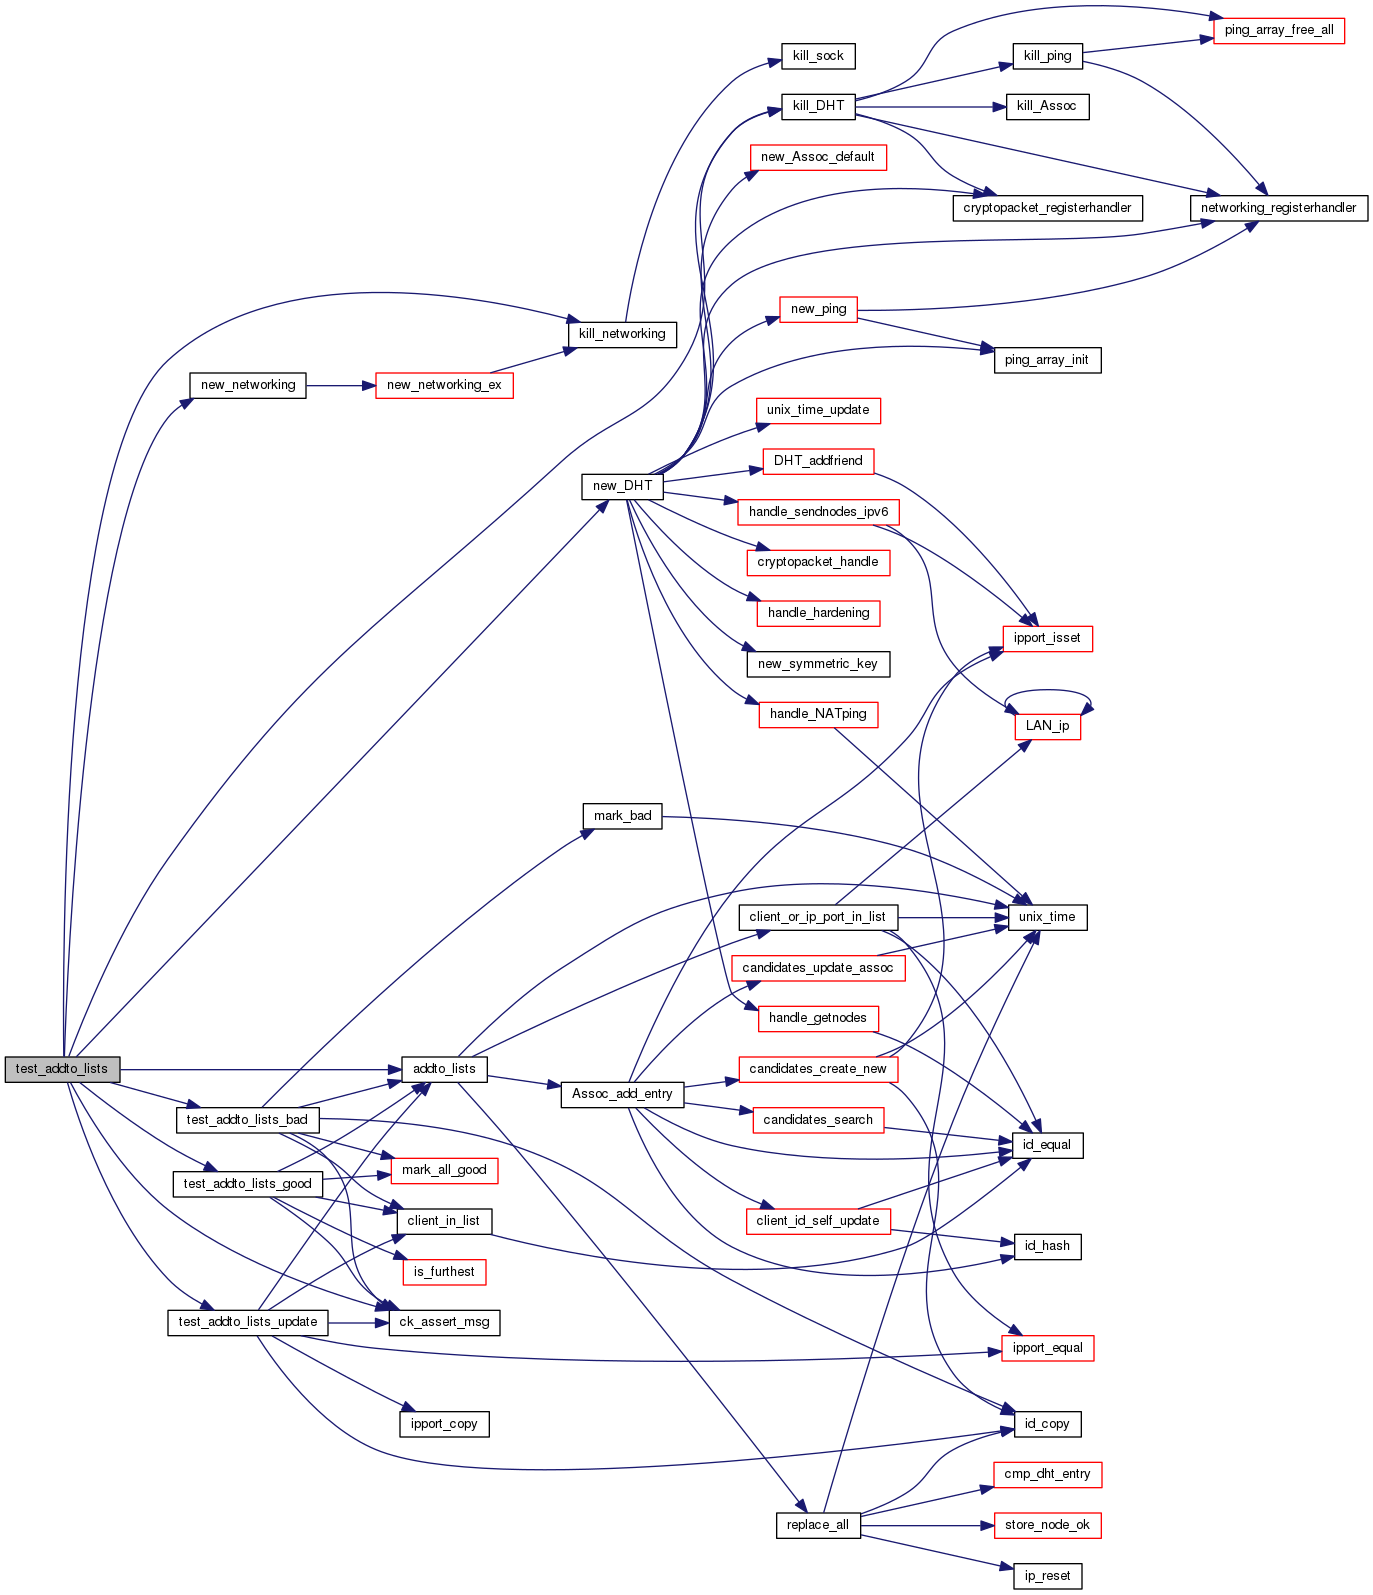 ping_array_free_all
kill_sock
kill_ping
kill_DHT
kill_Assoc
new_Assoc_default
cryptopacket_registerhandler
networking_registerhandler
new_ping
kill_networking
ping_array_init
new_networking
new_networking_ex
unix_time_update
DHT_addfriend
new_DHT
handle_sendnodes_ipv6
cryptopacket_handle
handle_hardening
ipport_isset
new_symmetric_key
handle_NATping
LAN_ip
mark_bad
client_or_ip_port_in_list
unix_time
candidates_update_assoc
handle_getnodes
test_addto_lists
addto_lists
candidates_create_new
Assoc_add_entry
test_addto_lists_bad
candidates_search
id_equal
mark_all_good
test_addto_lists_good
client_in_list
client_id_self_update
id_hash
is_furthest
test_addto_lists_update
ck_assert_msg
ipport_equal
ipport_copy
id_copy
cmp_dht_entry
replace_all
store_node_ok
ip_reset